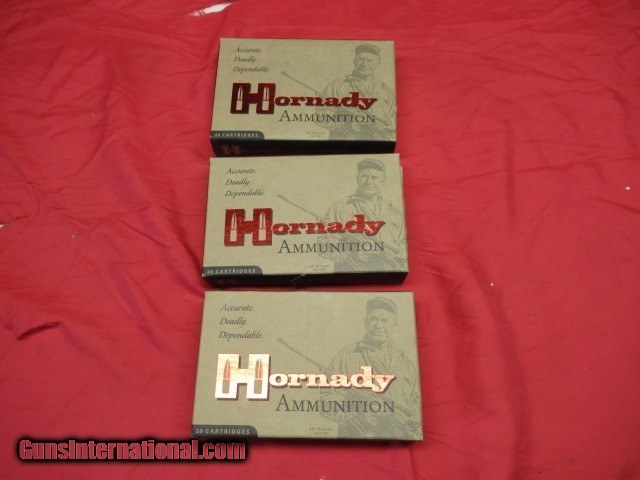 Accurate.
Deadly
Dependable.
Hornady
AMMUNITION
20 CARTRIDGES
Accurate.
Deadly
Dependable.
Hornady
AMMUNITION
20 CARTRIDGES
Accurate.
Deadly
Dependable.
Hornady
AMMUNITION
20 CARTRIDGES
GunsInternational.com